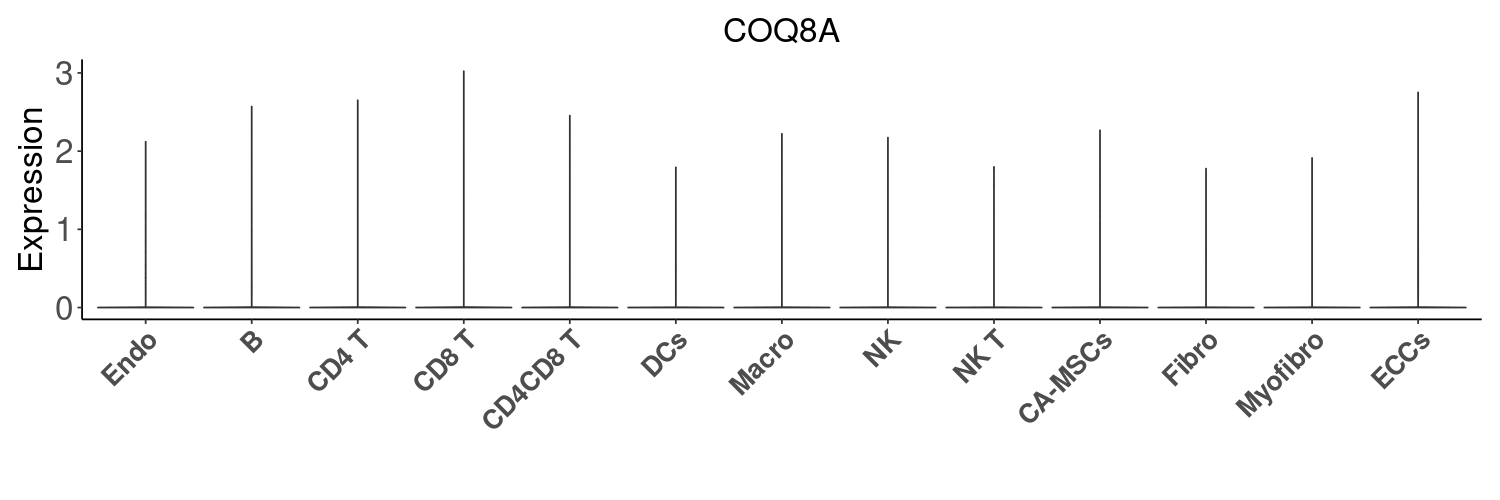 COQ8A
Expression
3
2
1
0
Endo
B
CD4 T
CD8 T
CD4CD8 T
DCs
Macro
NK
NK T
CA-MSCs
Fibro
Myofibro
ECCs